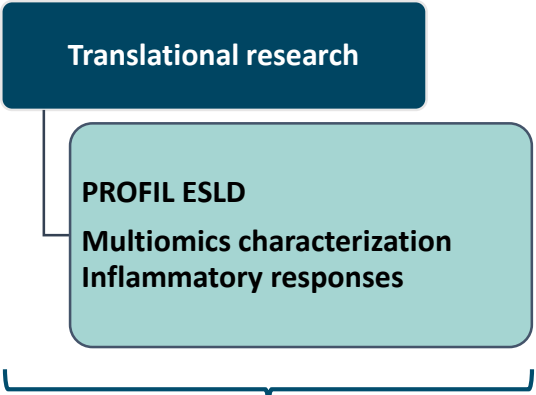 Translational research
PROFIL ESLD
Multiomics characterization
Inflammatory responses